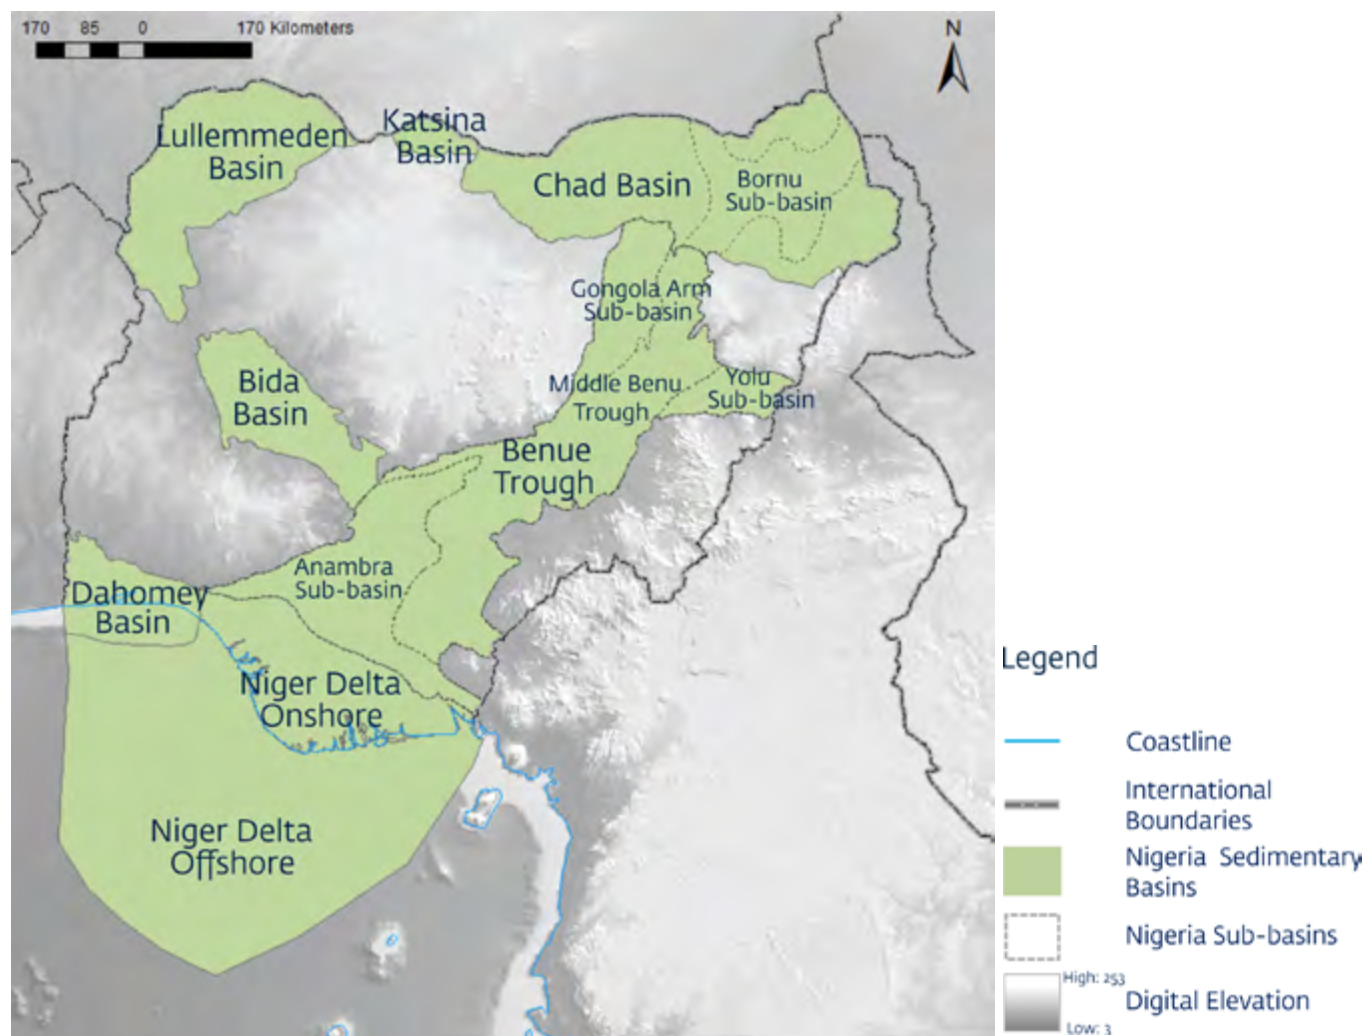 170 85 0 170 Kilometers
N
Lullemmeden
Basin
Katsina
Basin
Chad Basin
Bornu
Sub-basin
Gongola Arm
Sub-basin
Bida
Basin
Middle Benu
Trough
Yolu
Sub-basin
Benue
Trough
Anambra
Sub-basin
Dahomey
Basin
Niger Delta
Onshore
Niger Delta
Offshore
Legend
Coastline
International
Boundaries
Nigeria Sedimentary
Basins
Nigeria Sub-basins
High: 253
Digital Elevation
Low: 3